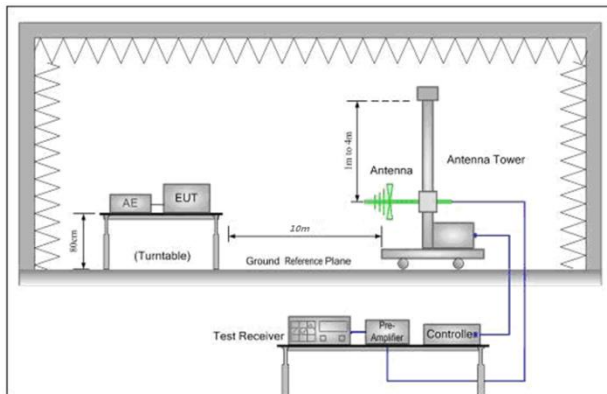 1m to 4m
Antenna
Antenna Tower
AE
EUT
80cm
(Turntable)
10m
Ground Reference Plane
Test Receiver
Pre-
Amplifier
Controller